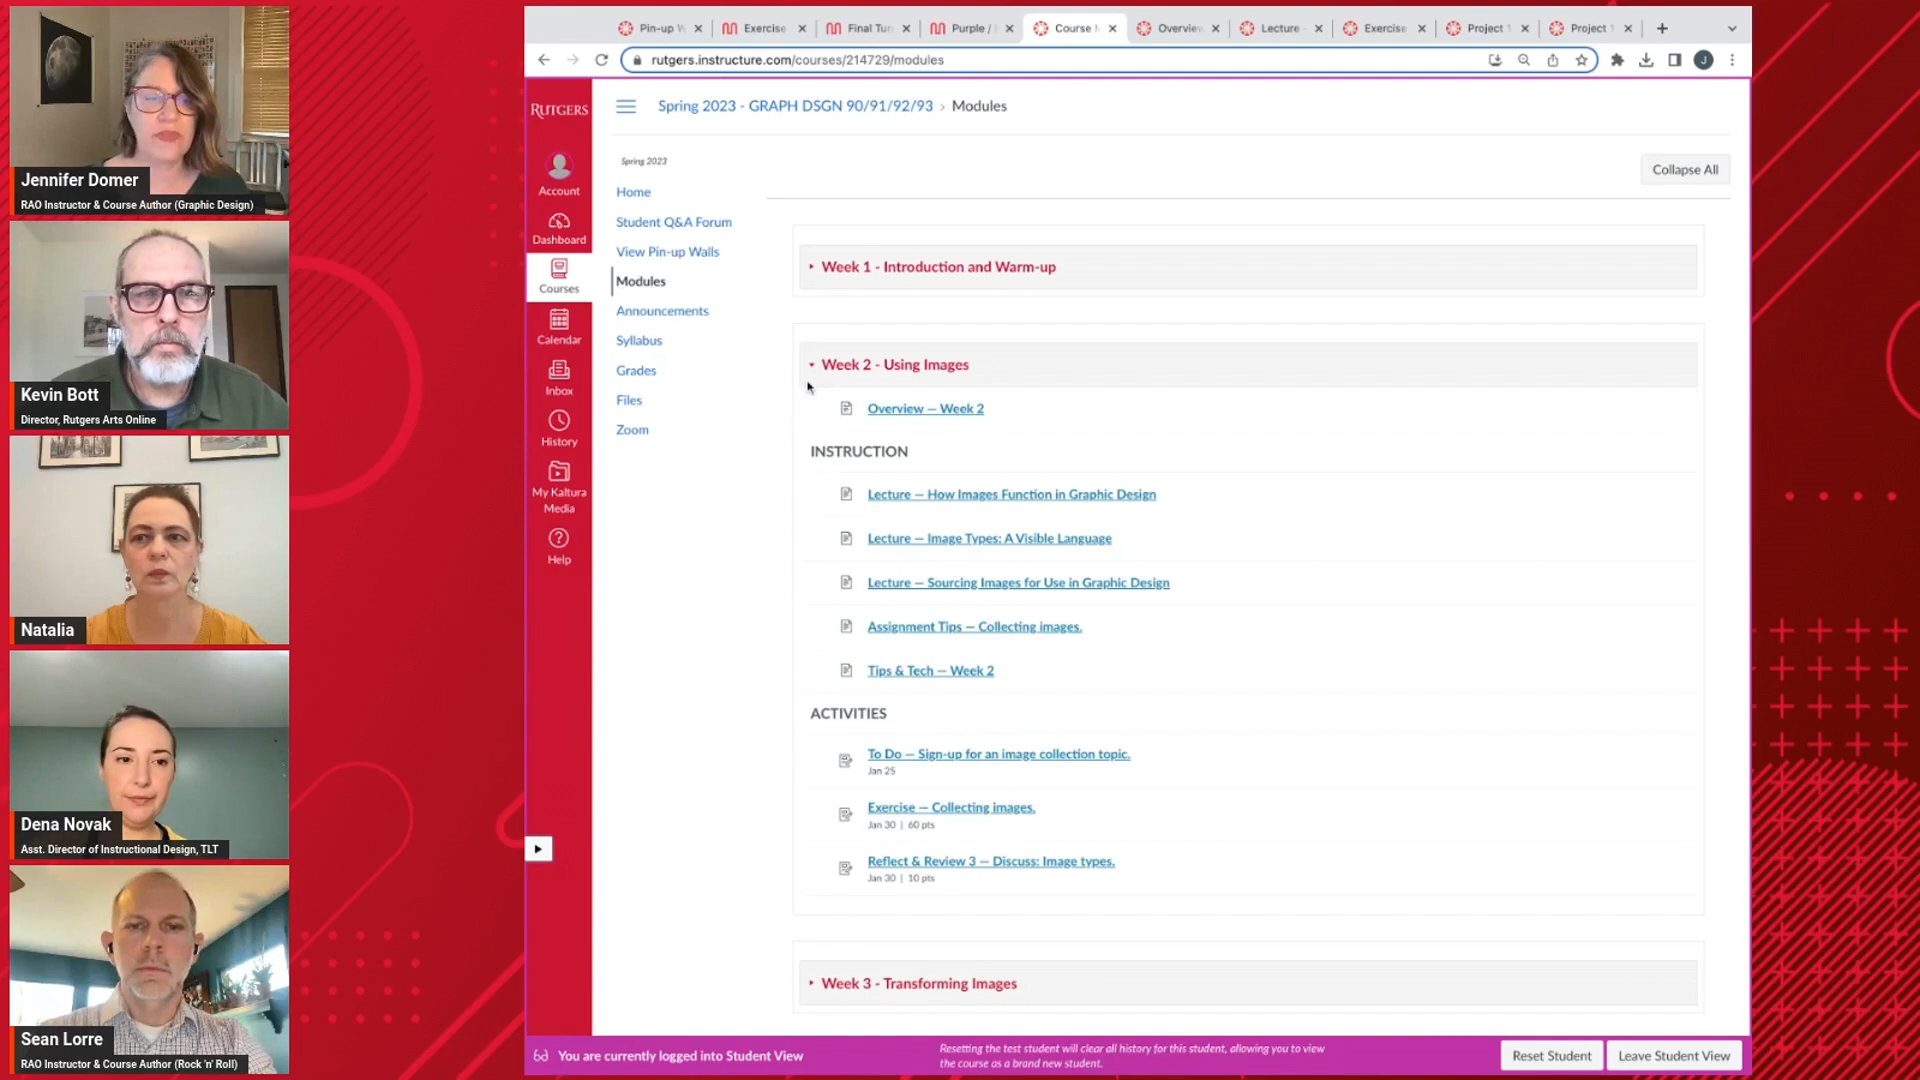 Jennifer Domer
RAO Instructor & Course Author (Graphic Design)
Kevin Bott
Director, Rutgers Arts Online
Natalia
Dena Novak
Asst. Director of Instructional Design, TLT
Sean Lorre
RAO Instructor & Course Author (Rock 'n' Roll)
Pin-up W
Exercise
Final Tur
Purple /
Course M
Overview
Lecture -
Exercise
Project 1
Project 1
rutgers.instructure.com/courses/214729/modules
J
RUTGERS
Account
Dashboard
Courses
Calendar
Inbox
History
My Kaltura
Media
Help
Spring 2023 - GRAPH DSGN 90/91/92/93 › Modules
Spring 2023
Home
Student Q&A Forum
View Pin-up Walls
Modules
Announcements
Syllabus
Grades
Files
Zoom
Collapse All
Week 1 - Introduction and Warm-up
Week 2 - Using Images
Overview — Week 2
INSTRUCTION
Lecture — How Images Function in Graphic Design
Lecture — Image Types: A Visible Language
Lecture — Sourcing Images for Use in Graphic Design
Assignment Tips — Collecting images.
Tips & Tech — Week 2
ACTIVITIES
To Do — Sign-up for an image collection topic.
Jan 25
Exercise — Collecting images.
Jan 30 | 60 pts
Reflect & Review 3 — Discuss: Image types.
Jan 30 | 10 pts
Week 3 - Transforming Images
You are currently logged into Student View
Resetting the test student will clear all history for this student, allowing you to view
the course as a brand new student.
Reset Student
Leave Student View